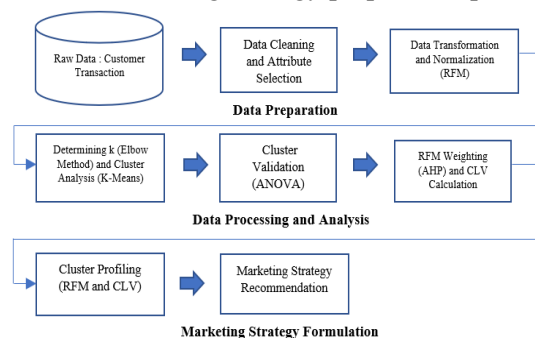 Raw Data : Customer
Transaction
Data Cleaning
and Attribute
Selection
Data Transformation
and Normalization
(RFM)
Data Preparation
Determining k (Elbow
Method) and Cluster
Analysis (K-Means)
Cluster
Validation
(ANOVA)
RFM Weighting
(AHP) and CLV
Calculation
Data Processing and Analysis
Cluster Profiling
(RFM and CLV)
Marketing Strategy
Recommendation
Marketing Strategy Formulation